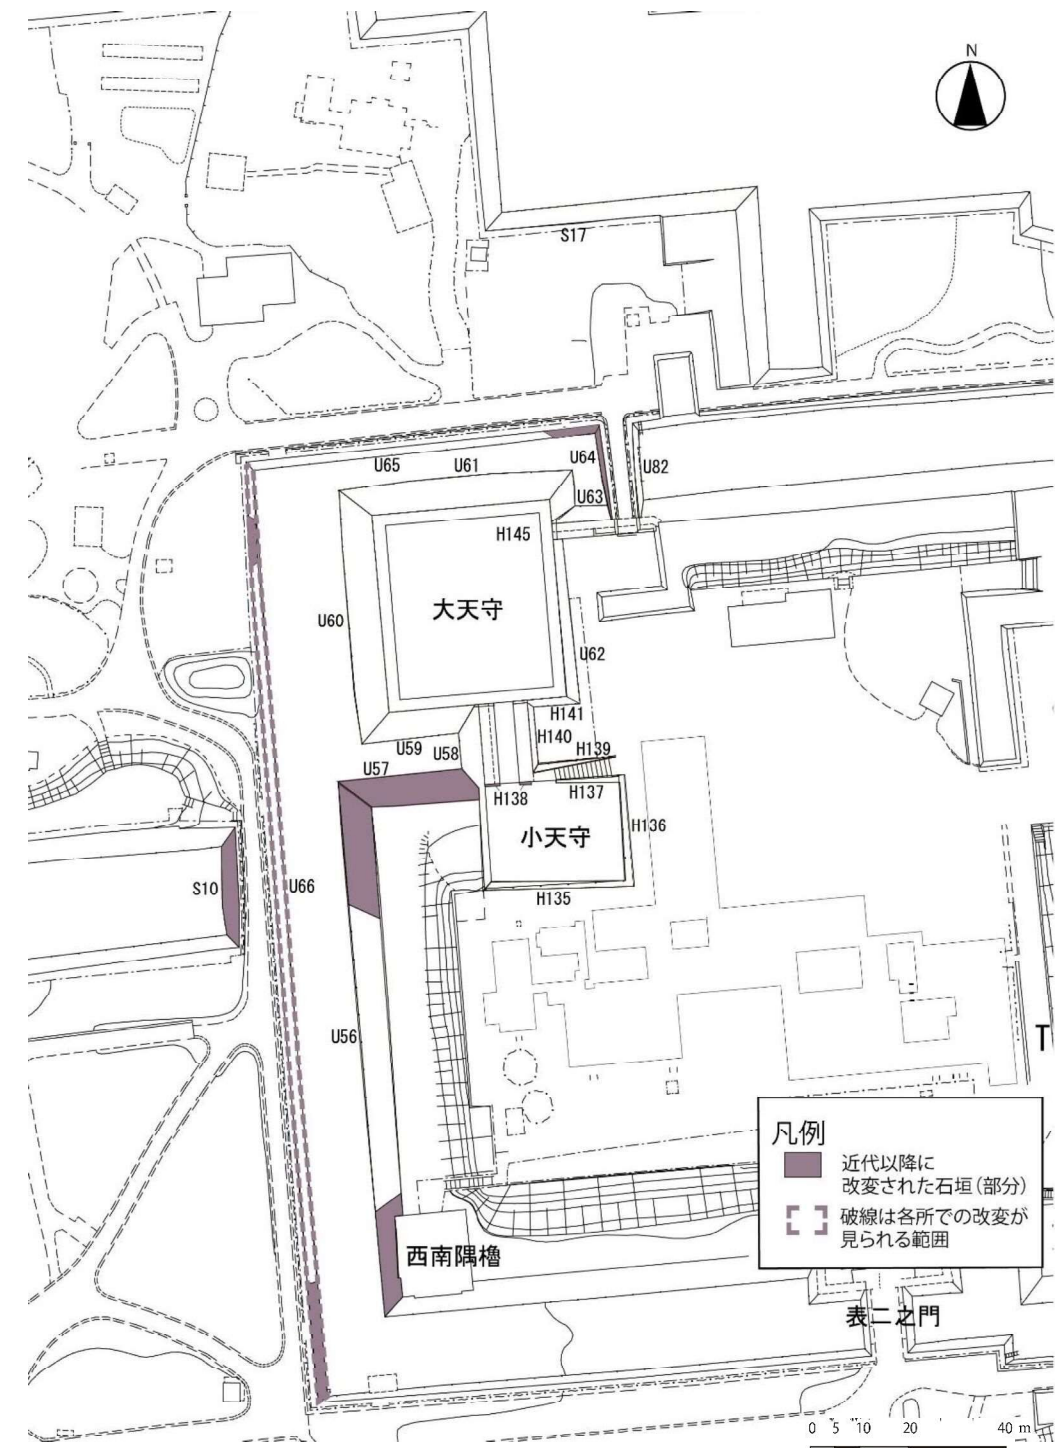 N
S17
U65
U61
U64
U82
U63
H145
大天守
U60
U62
H141
H140
U59
U58
H139
U57
H138
H137
小天守
H136
S10
U66
H135
U56
凡例
近代以降に
改変された石垣(部分)
破線は各所での改変が
見られる範囲
西南隅櫓
表二之門
0 5 10 20 40 m